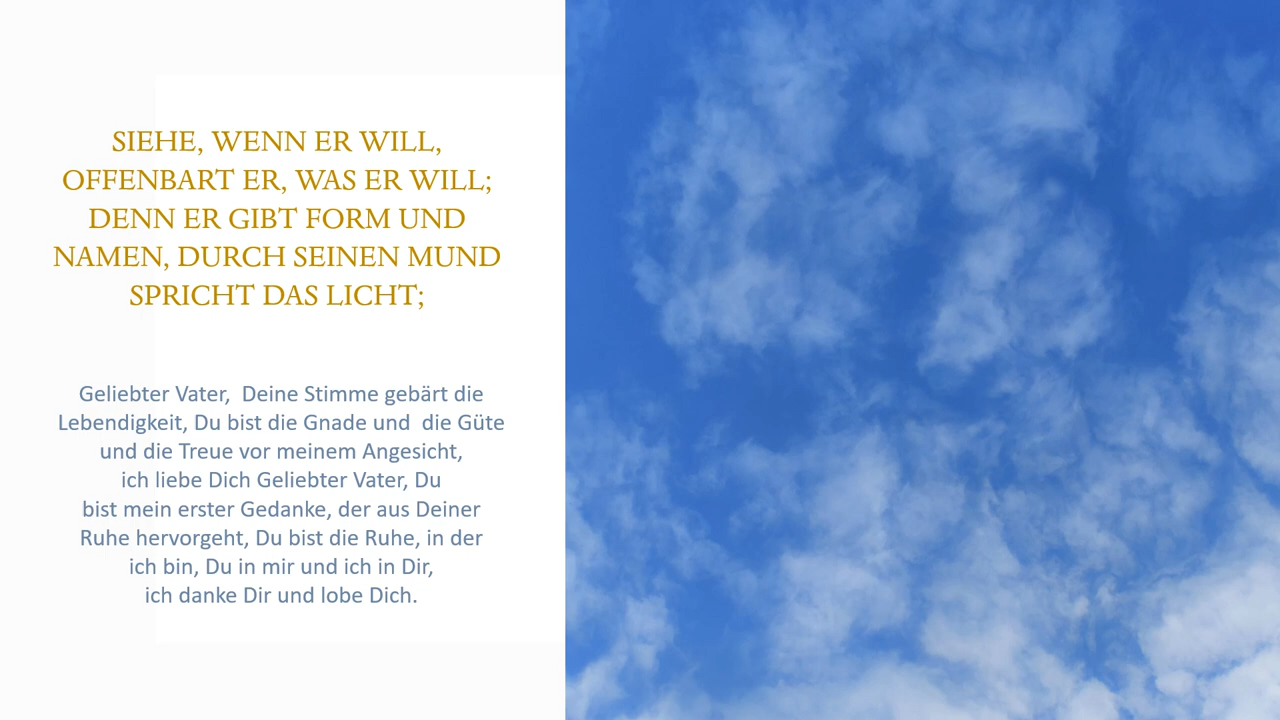 SIEHE, WENN ER WILL,
OFFENBART ER, WAS ER WILL;
DENN ER GIBT FORM UND
NAMEN, DURCH SEINEN MUND
SPRICHT DAS LICHT;
Geliebter Vater,  Deine Stimme gebärt die
Lebendigkeit, Du bist die Gnade und  die Güte
und die Treue vor meinem Angesicht,
ich liebe Dich Geliebter Vater, Du
bist mein erster Gedanke, der aus Deiner
Ruhe hervorgeht, Du bist die Ruhe, in der
ich bin, Du in mir und ich in Dir,
ich danke Dir und lobe Dich.